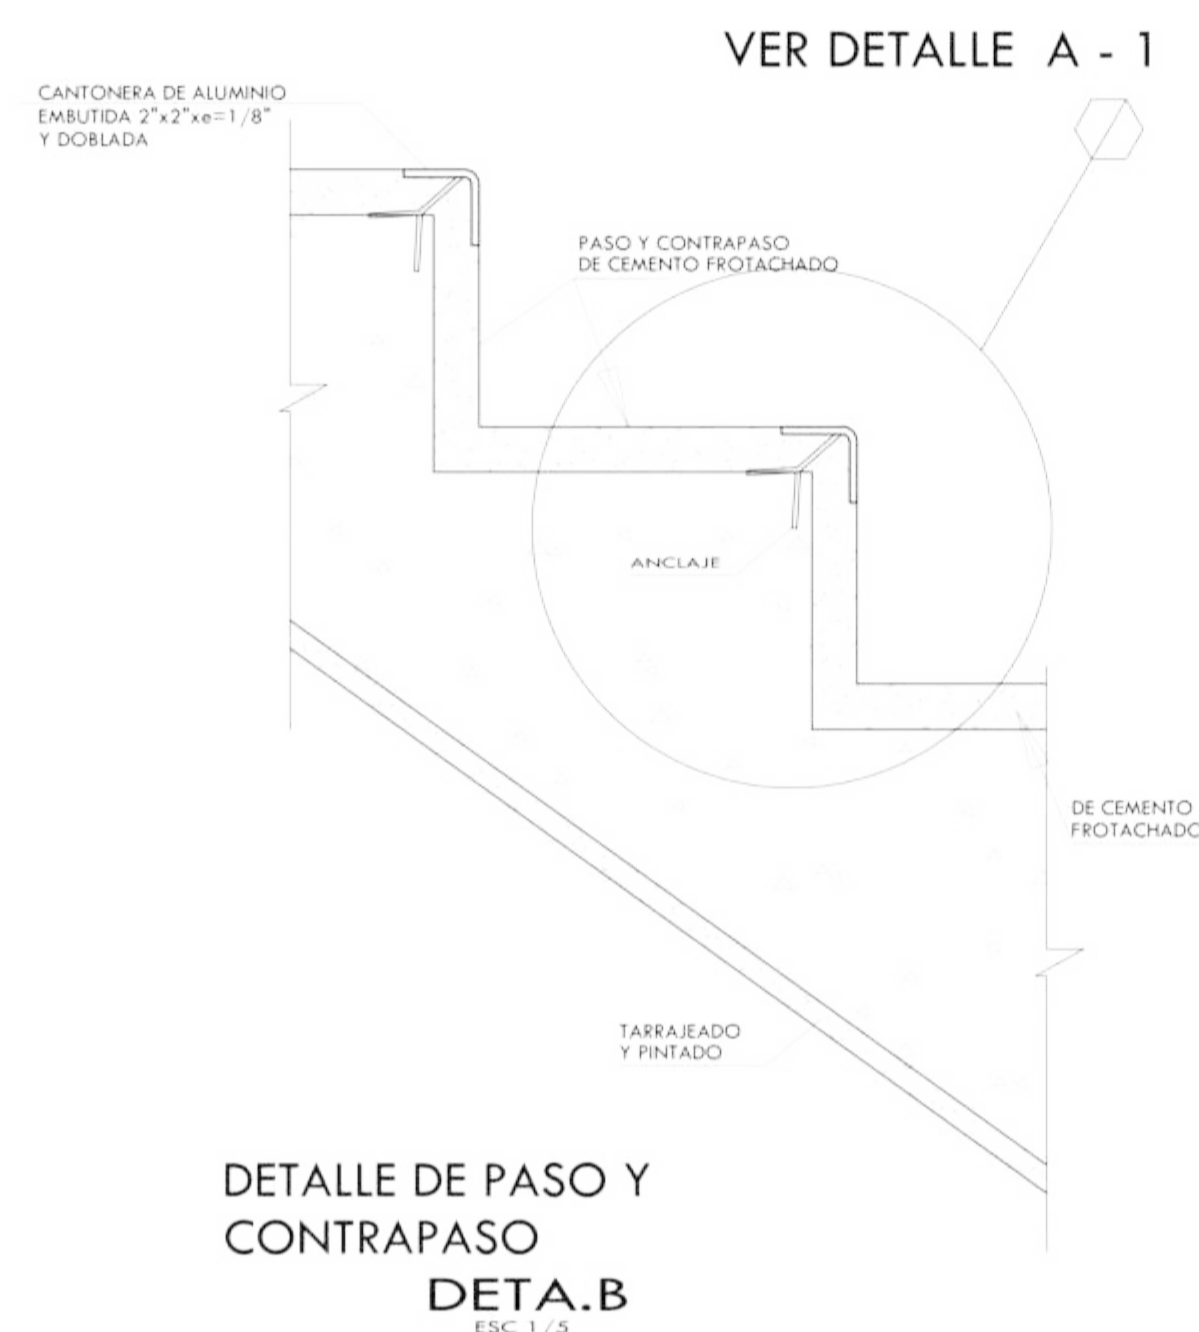 VER DETALLE A - 1
CANTONERA DE ALUMINIO
EMBUTIDA 2"x2"xe=1/8"
Y DOBLADA
PASO Y CONTRAPASO
DE CEMENTO FROTACHADO
ANCLAJE
DE CEMENTO
FROTACHADO
TARRAJEADO
Y PINTADO
DETALLE DE PASO Y
CONTRAPASO
DETA.B
ESC 1/5